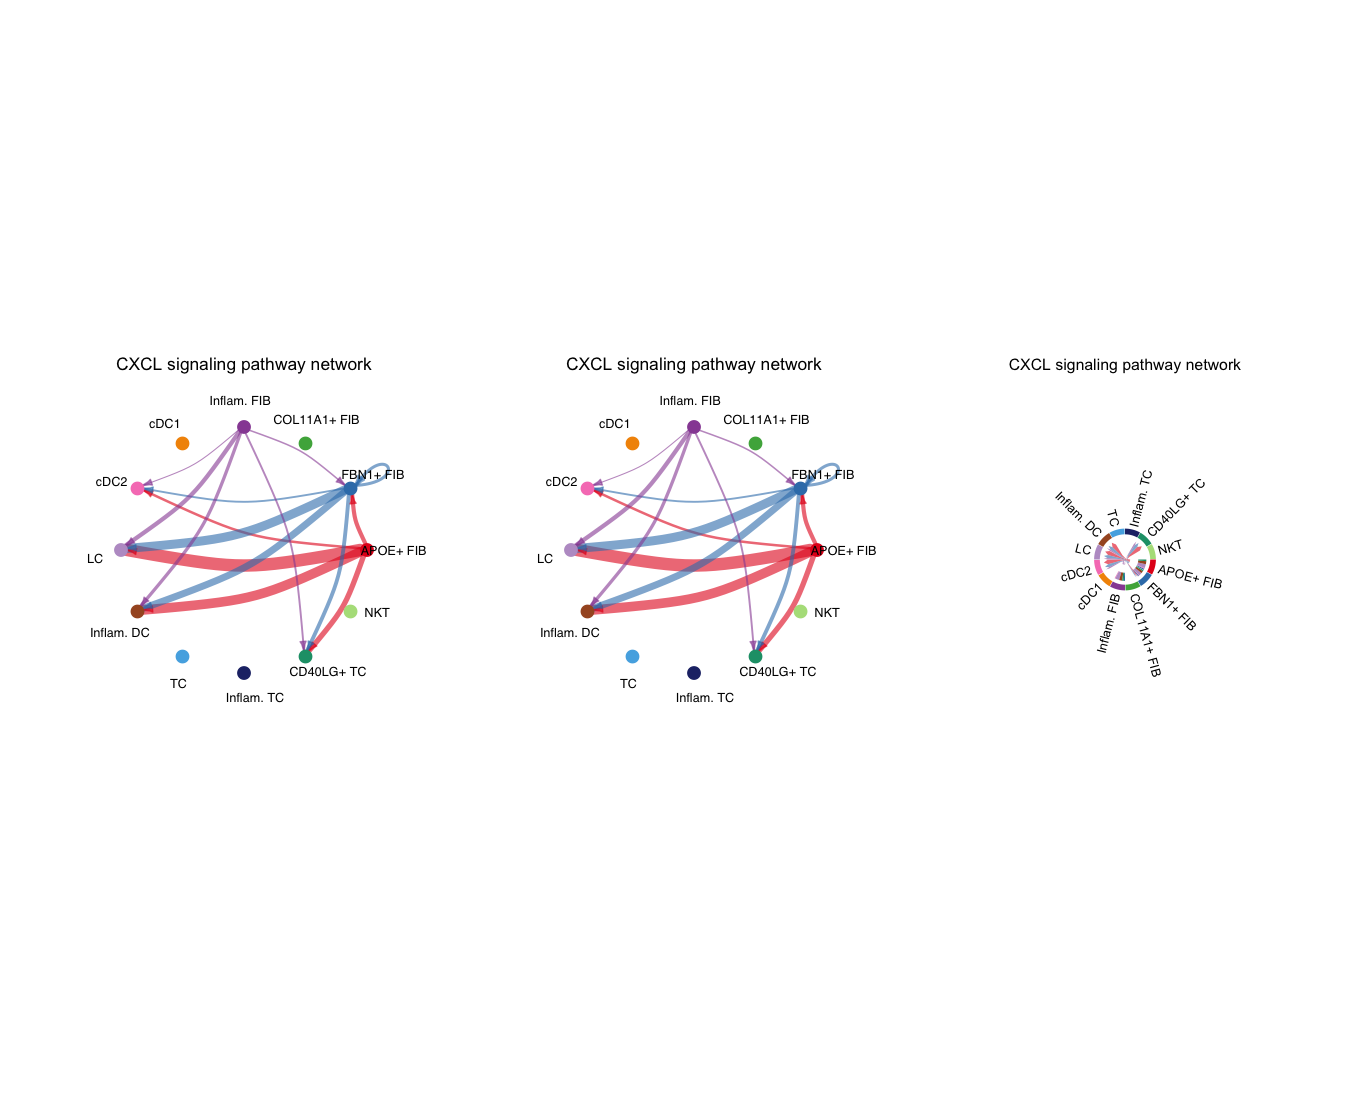 CXCL signaling pathway network
Inflam. FIB
cDC1
COL11A1+ FIB
cDC2
FBN1+ FIB
LC
APOE+ FIB
Inflam. DC
NKT
TC
CD40LG+ TC
Inflam. TC
CXCL signaling pathway network
Inflam. FIB
cDC1
COL11A1+ FIB
cDC2
FBN1+ FIB
LC
APOE+ FIB
Inflam. DC
NKT
TC
CD40LG+ TC
Inflam. TC
CXCL signaling pathway network
Inflam. TC
CD40LG+ TC
TC
Inflam. DC
NKT
LC
APOE+ FIB
cDC2
FBN1+ FIB
cDC1
Inflam. FIB
COL11A1+ FIB